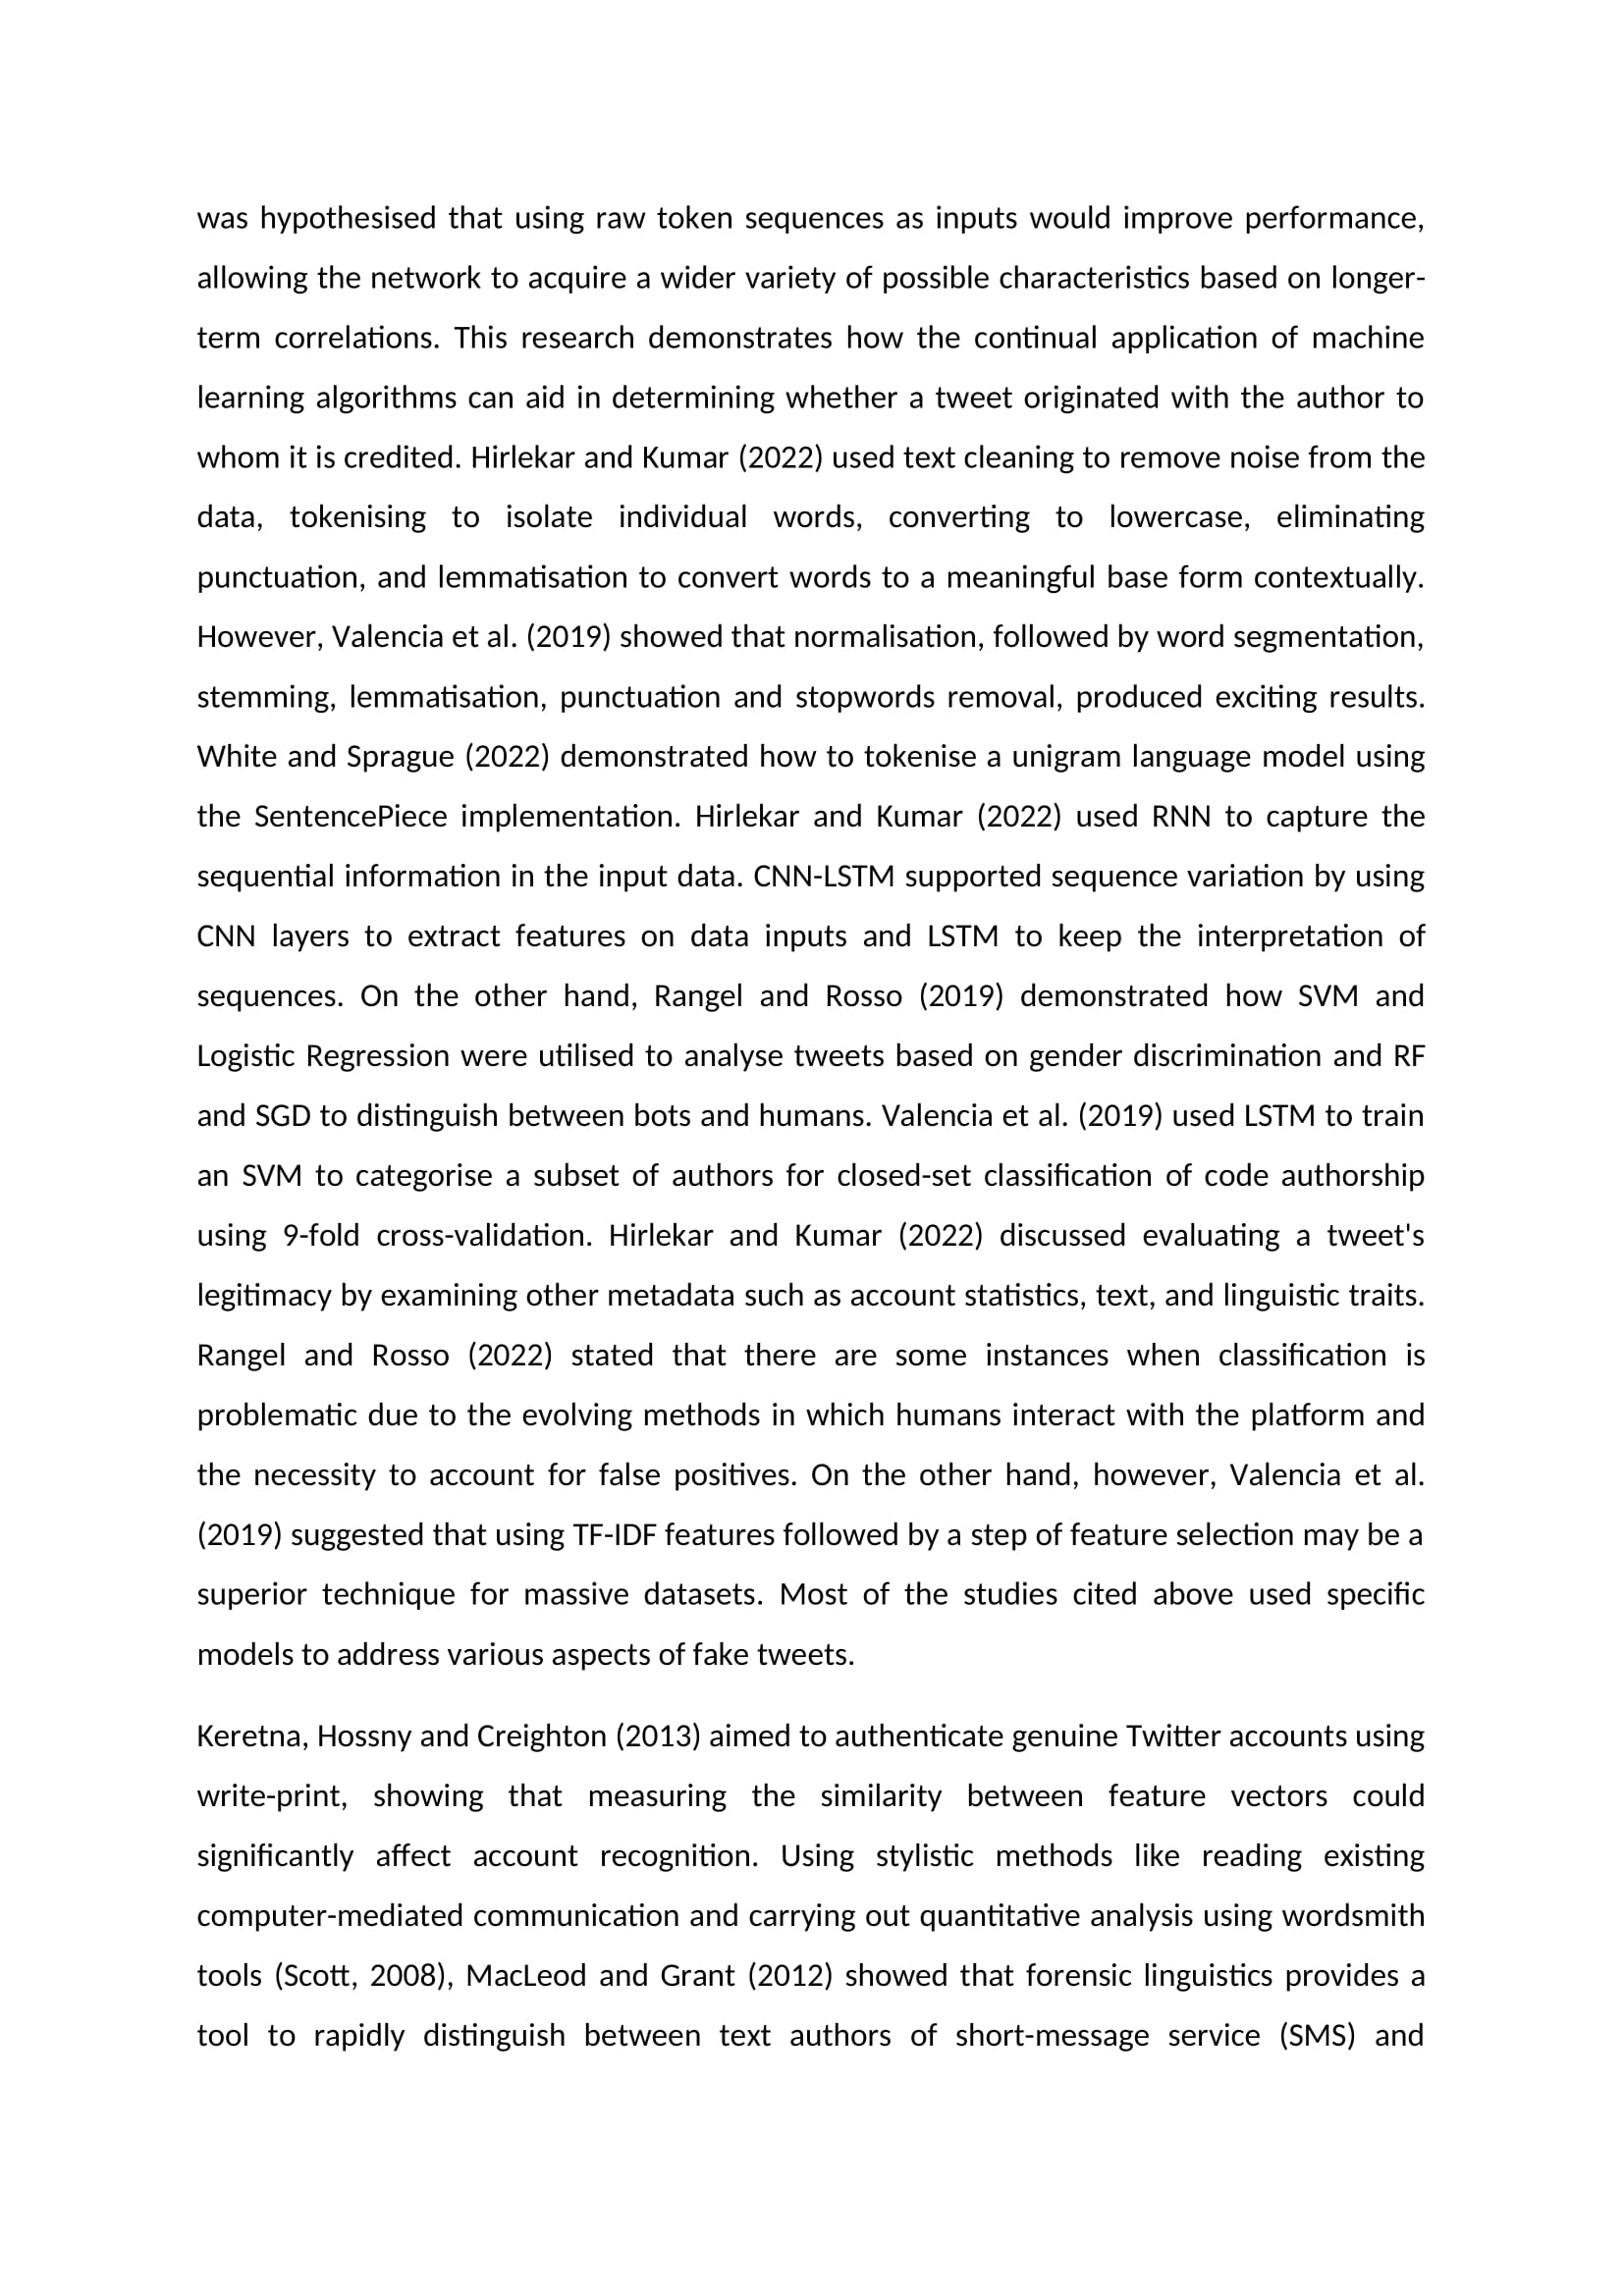 was hypothesised that using raw token sequences as inputs would improve performance,
allowing the network to acquire a wider variety of possible characteristics based on longer-
term correlations. This research demonstrates how the continual application of machine
learning algorithms can aid in determining whether a tweet originated with the author to
whom it is credited. Hirlekar and Kumar (2022) used text cleaning to remove noise from the
data, tokenising to isolate individual words, converting to lowercase, eliminating
punctuation, and lemmatisation to convert words to a meaningful base form contextually.
However, Valencia et al. (2019) showed that normalisation, followed by word segmentation,
stemming, lemmatisation, punctuation and stopwords removal, produced exciting results.
White and Sprague (2022) demonstrated how to tokenise a unigram language model using
the SentencePiece implementation. Hirlekar and Kumar (2022) used RNN to capture the
sequential information in the input data. CNN-LSTM supported sequence variation by using
CNN layers to extract features on data inputs and LSTM to keep the interpretation of
sequences. On the other hand, Rangel and Rosso (2019) demonstrated how SVM and
Logistic Regression were utilised to analyse tweets based on gender discrimination and RF
and SGD to distinguish between bots and humans. Valencia et al. (2019) used LSTM to train
an SVM to categorise a subset of authors for closed-set classification of code authorship
using 9-fold cross-validation. Hirlekar and Kumar (2022) discussed evaluating a tweet's
legitimacy by examining other metadata such as account statistics, text, and linguistic traits.
Rangel and Rosso (2022) stated that there are some instances when classification is
problematic due to the evolving methods in which humans interact with the platform and
the necessity to account for false positives. On the other hand, however, Valencia et al.
(2019) suggested that using TF-IDF features followed by a step of feature selection may be a
superior technique for massive datasets. Most of the studies cited above used specific
models to address various aspects of fake tweets.
Keretna, Hossny and Creighton (2013) aimed to authenticate genuine Twitter accounts using
write-print, showing that measuring the similarity between feature vectors could
significantly affect account recognition. Using stylistic methods like reading existing
computer-mediated communication and carrying out quantitative analysis using wordsmith
tools (Scott, 2008), MacLeod and Grant (2012) showed that forensic linguistics provides a
tool to rapidly distinguish between text authors of short-message service (SMS) and